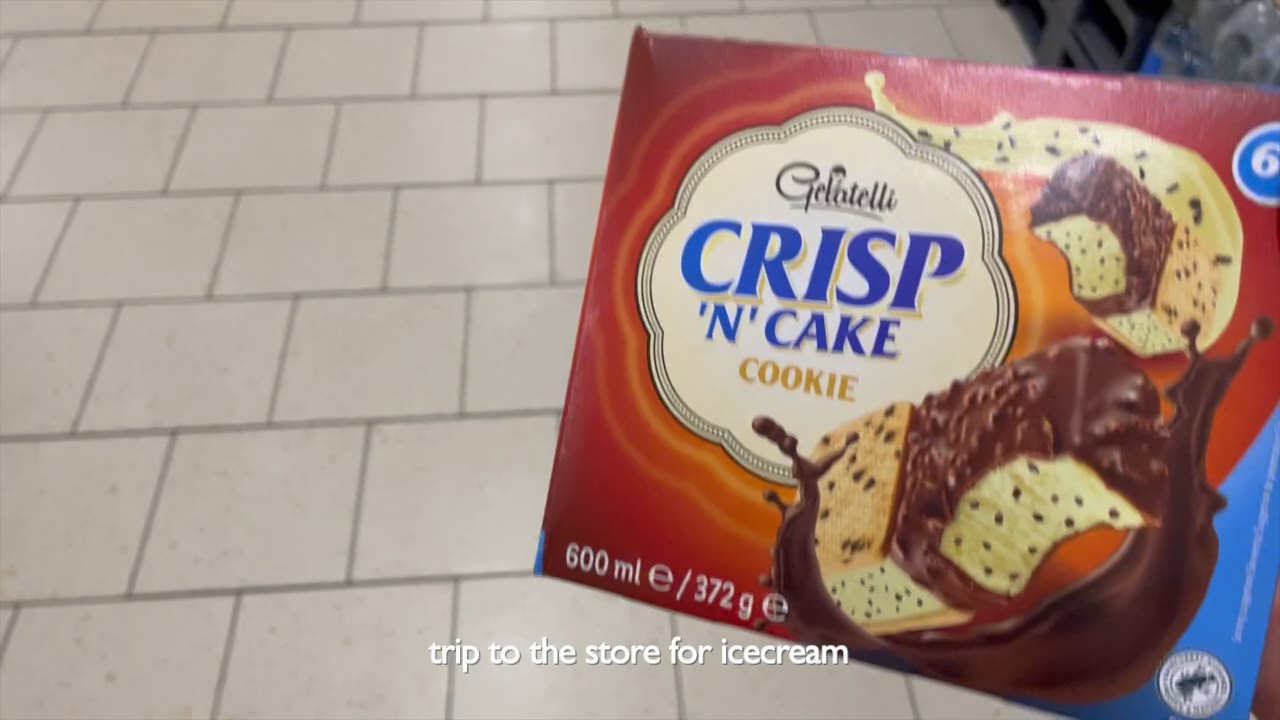 Gelatelli
CRISP
'N' CAKE
COOKIE
6
600 ml ℮ / 372 g ℮
trip to the store for icecream